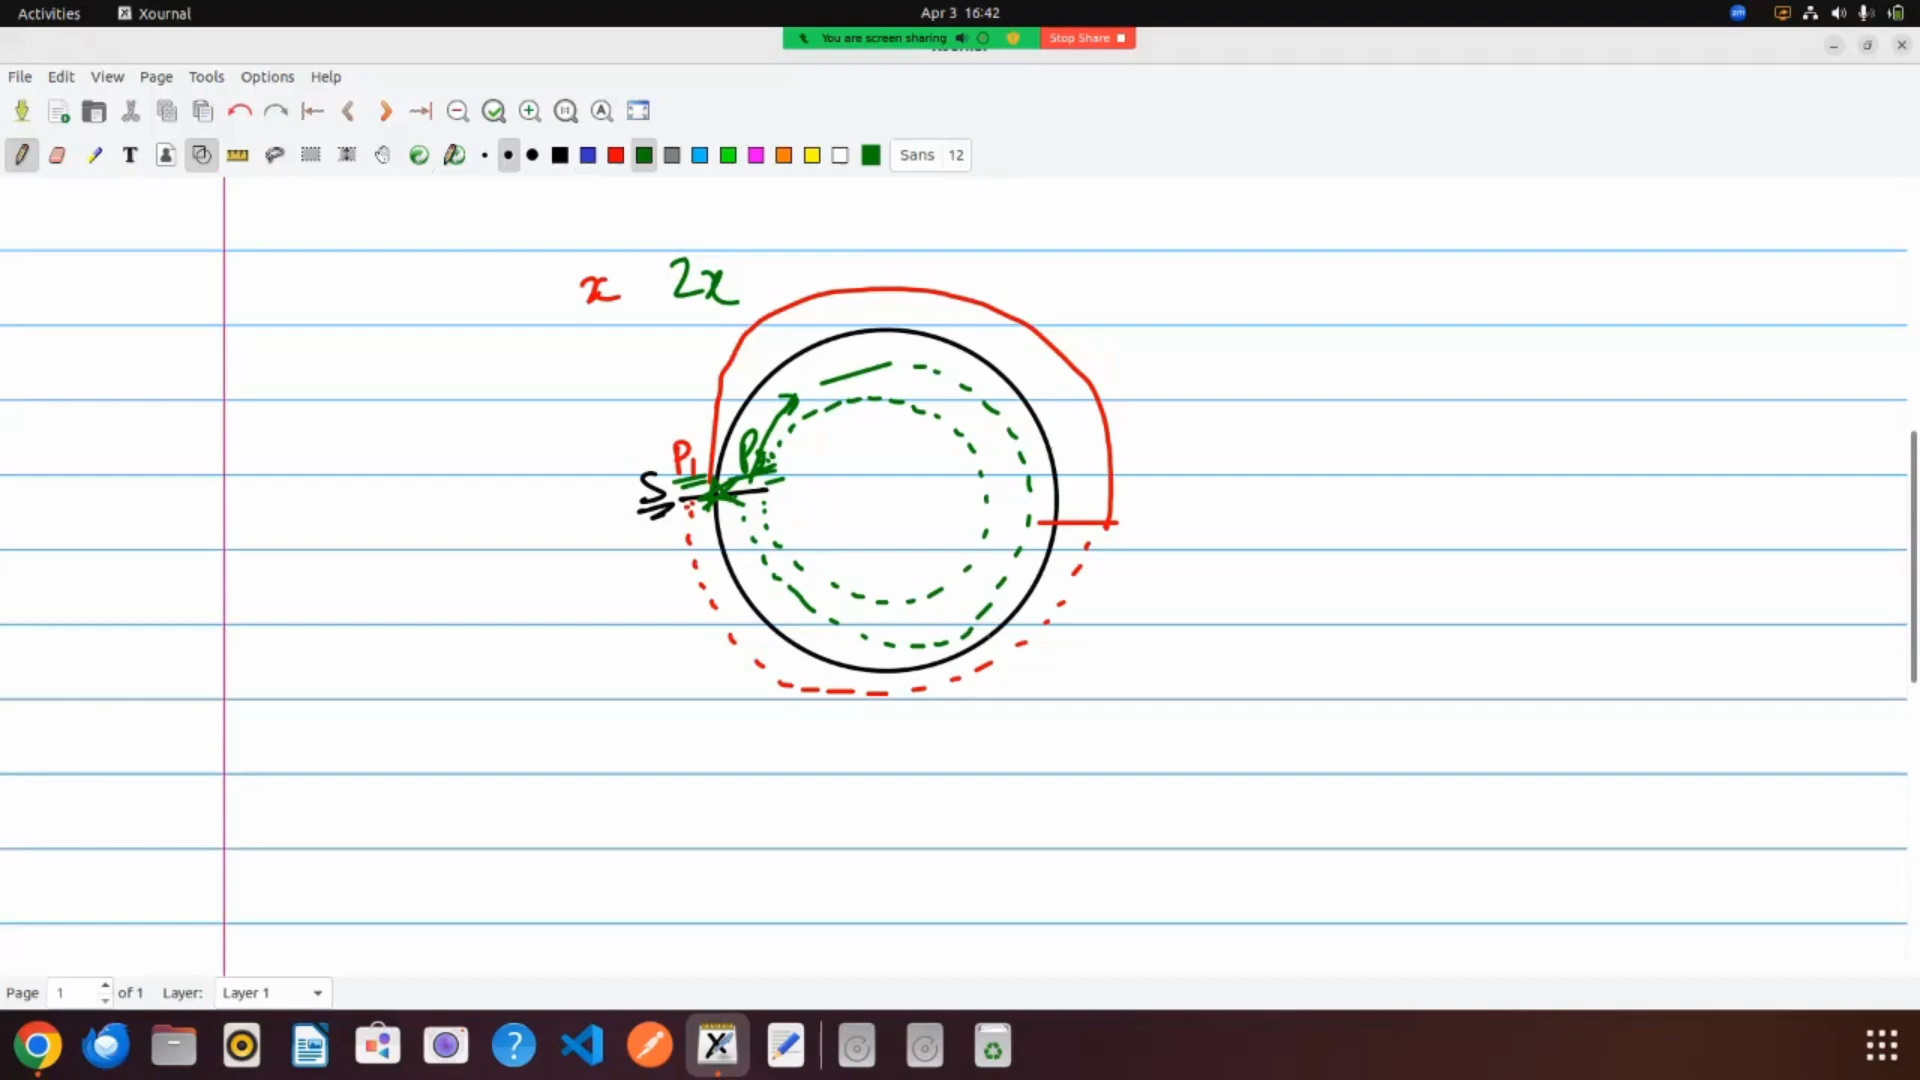 Activities Xournal Apr 3 16:42
You are screen sharing Stop Share
File Edit View Page Tools Options Help
T Sans 12
x 2x
P1 P2
S
Page 1 of 1 Layer: Layer 1